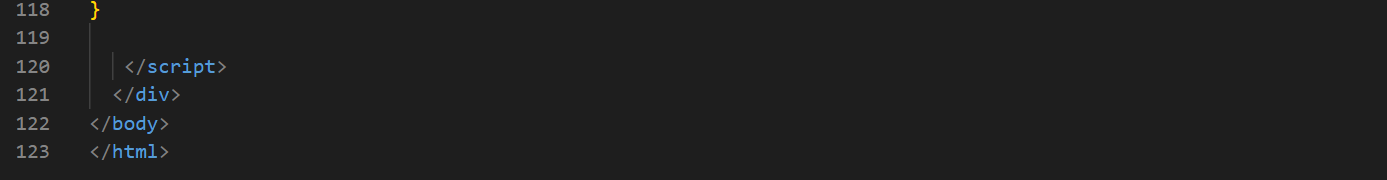 118 }
119
120 </script>
121 </div>
122 </body>
123 </html>